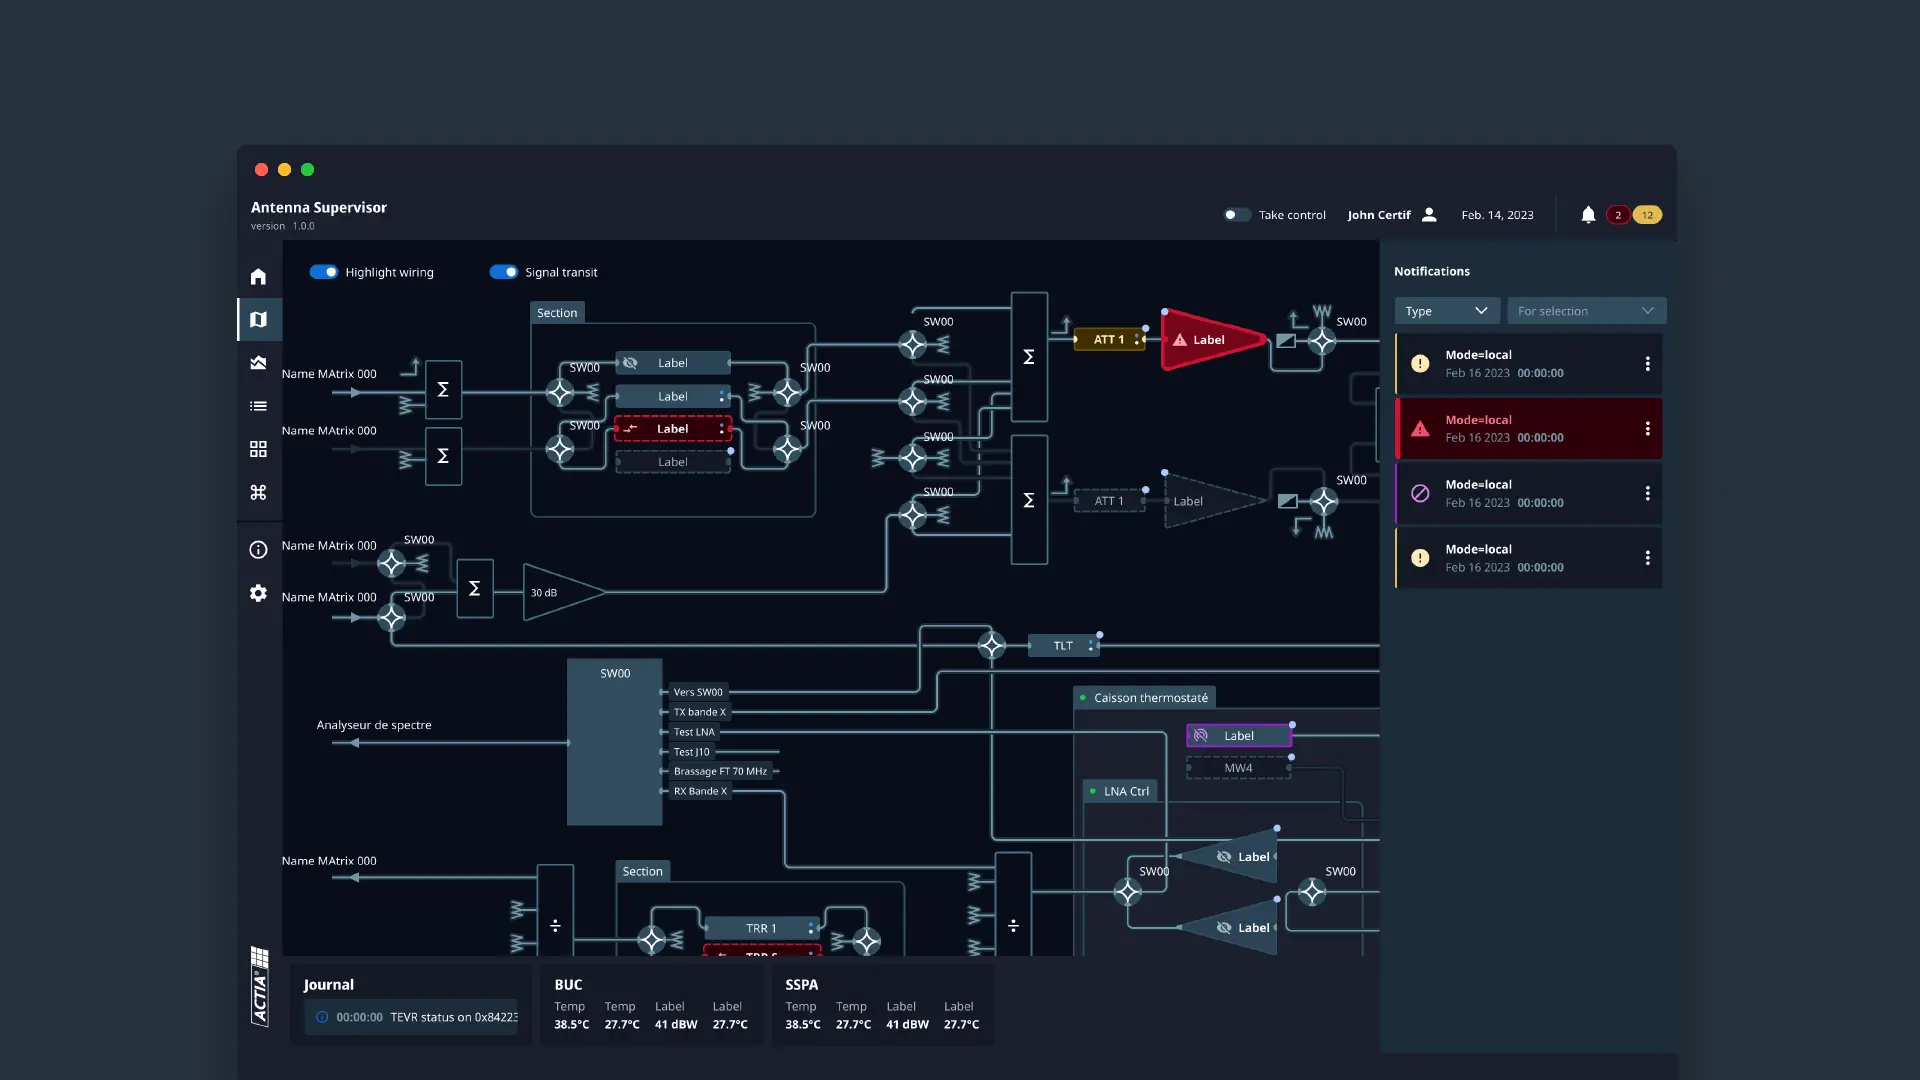 Antenna Supervisor
version 1.0.0
Take control
John Certif
Feb. 14, 2023
2
12
Highlight wiring
Signal transit
Section
Name MAtrix 000
Σ
Name MAtrix 000
Σ
SW00
Label
SW00
Label
SW00
Label
SW00
Label
SW00
SW00
SW00
SW00
Σ
Σ
ATT 1
Label
SW00
ATT 1
Label
SW00
Name MAtrix 000
SW00
Name MAtrix 000
SW00
Σ
30 dB
TLT
SW00
Vers SW00
TX bande X
Test LNA
Test J10
Brassage FT 70 MHz
RX Bande X
Analyseur de spectre
Caisson thermostaté
Label
MW4
LNA Ctrl
Label
SW00
SW00
Label
Name MAtrix 000
÷
Section
TRR 1
÷
Notifications
Type
For selection
Mode=local
Feb 16 2023 00:00:00
Mode=local
Feb 16 2023 00:00:00
Mode=local
Feb 16 2023 00:00:00
Mode=local
Feb 16 2023 00:00:00
ACTIA®
Journal
00:00:00 TEVR status on 0x84223
BUC
Temp Temp Label Label
38.5°C 27.7°C 41 dBW 27.7°C
SSPA
Temp Temp Label Label
38.5°C 27.7°C 41 dBW 27.7°C